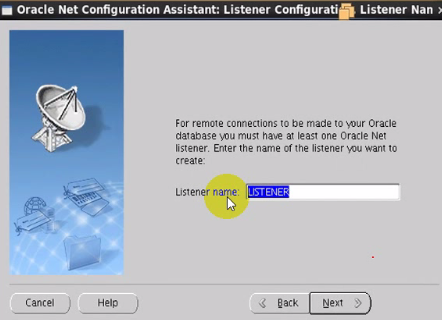 Oracle Net Configuration Assistant: Listener Configurati Listener Nan
For remote connections to be made to your Oracle
database you must have at least one Oracle Net
listener. Enter the name of the listener you want to
create:
Listener name: LISTENER
Cancel Help Back Next